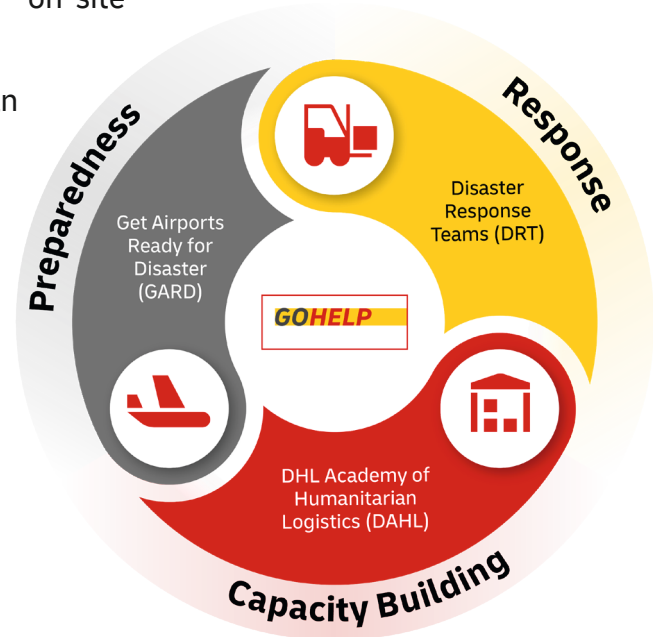 on-site
n
Preparedness
Response
Disaster
Response
Teams (DRT)
Get Airports
Ready for
Disaster
(GARD)
GOHELP
DHL Academy of
Humanitarian
Logistics (DAHL)
Capacity Building